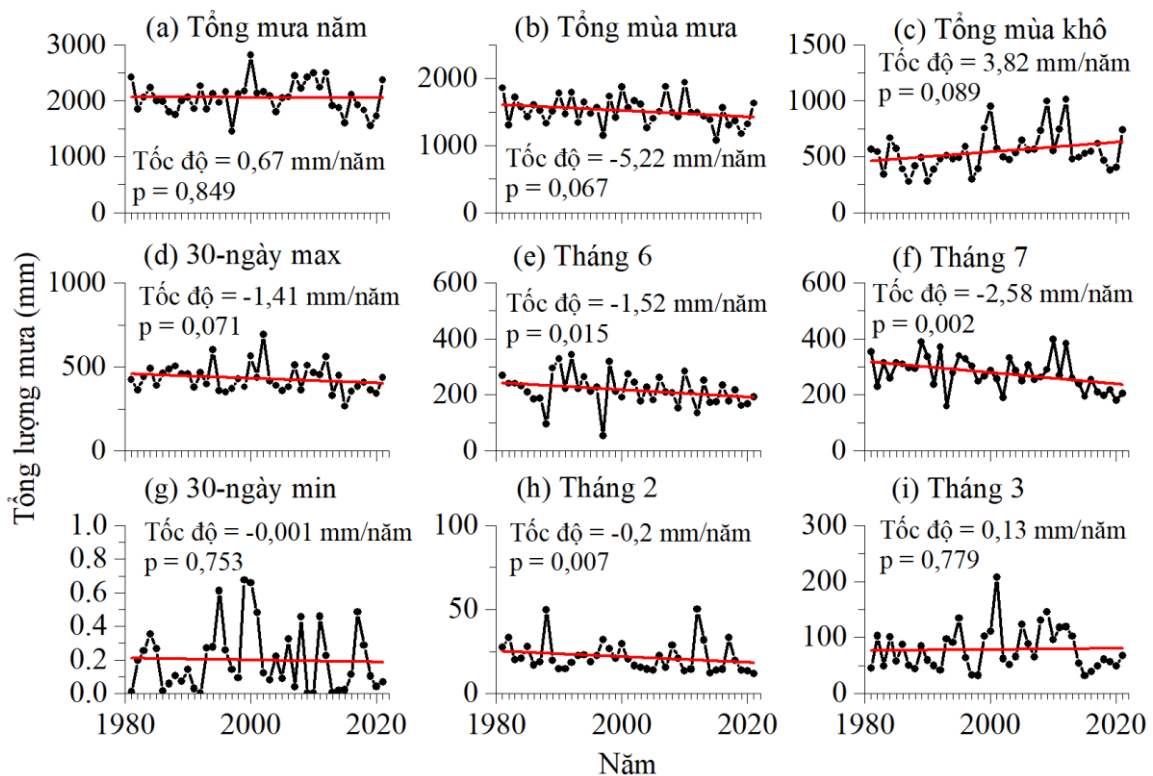 (a) Tổng mưa năm
3000
2000
1000
0
Tốc độ = 0,67 mm/năm
p = 0,849
(b) Tổng mùa mưa
2000
1000
0
Tốc độ = -5,22 mm/năm
p = 0,067
(c) Tổng mùa khô
1500
1000
500
0
Tốc độ = 3,82 mm/năm
p = 0,089
Tổng lượng mưa (mm)
(d) 30-ngày max
1000
500
0
Tốc độ = -1,41 mm/năm
p = 0,071
(e) Tháng 6
600
400
200
0
Tốc độ = -1,52 mm/năm
p = 0,015
(f) Tháng 7
600
400
200
0
Tốc độ = -2,58 mm/năm
p = 0,002
(g) 30-ngày min
1.0
0.8
0.6
0.4
0.2
0.0
Tốc độ = -0,001 mm/năm
p = 0,753
1980
2000
2020
(h) Tháng 2
100
50
0
Tốc độ = -0,2 mm/năm
p = 0,007
1980
2000
2020
(i) Tháng 3
300
200
100
0
Tốc độ = 0,13 mm/năm
p = 0,779
1980
2000
2020
Năm